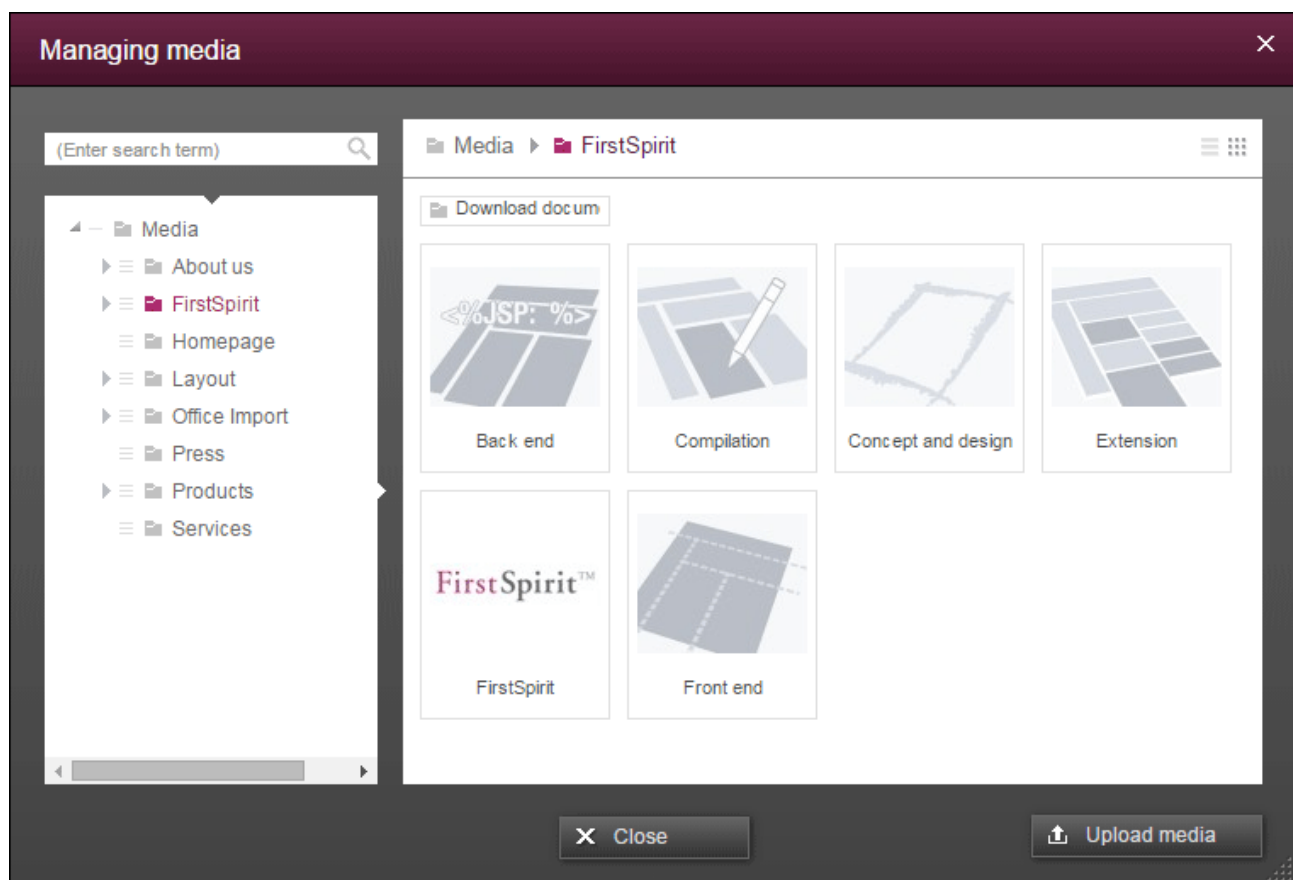 Managing media
(Enter search term)
Media
About us
FirstSpirit
Homepage
Layout
Office Import
Press
Products
Services
Media FirstSpirit
Download docum
<%JSP: %>
Back end
Compilation
Concept and design
Extension
FirstSpirit™
FirstSpirit
Front end
Close
Upload media